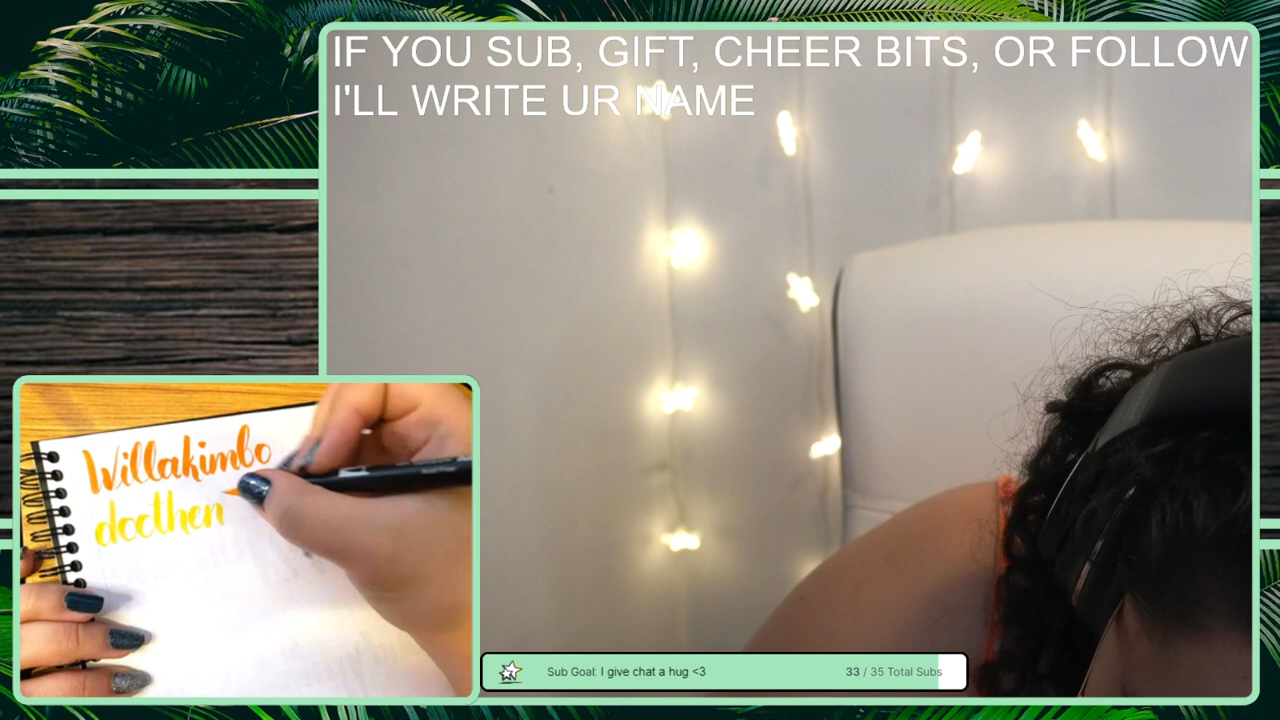 IF YOU SUB, GIFT, CHEER BITS, OR FOLLOW
I'LL WRITE UR NAME
Willakimbo
docthen
Sub Goal: I give chat a hug <3 33 / 35 Total Subs